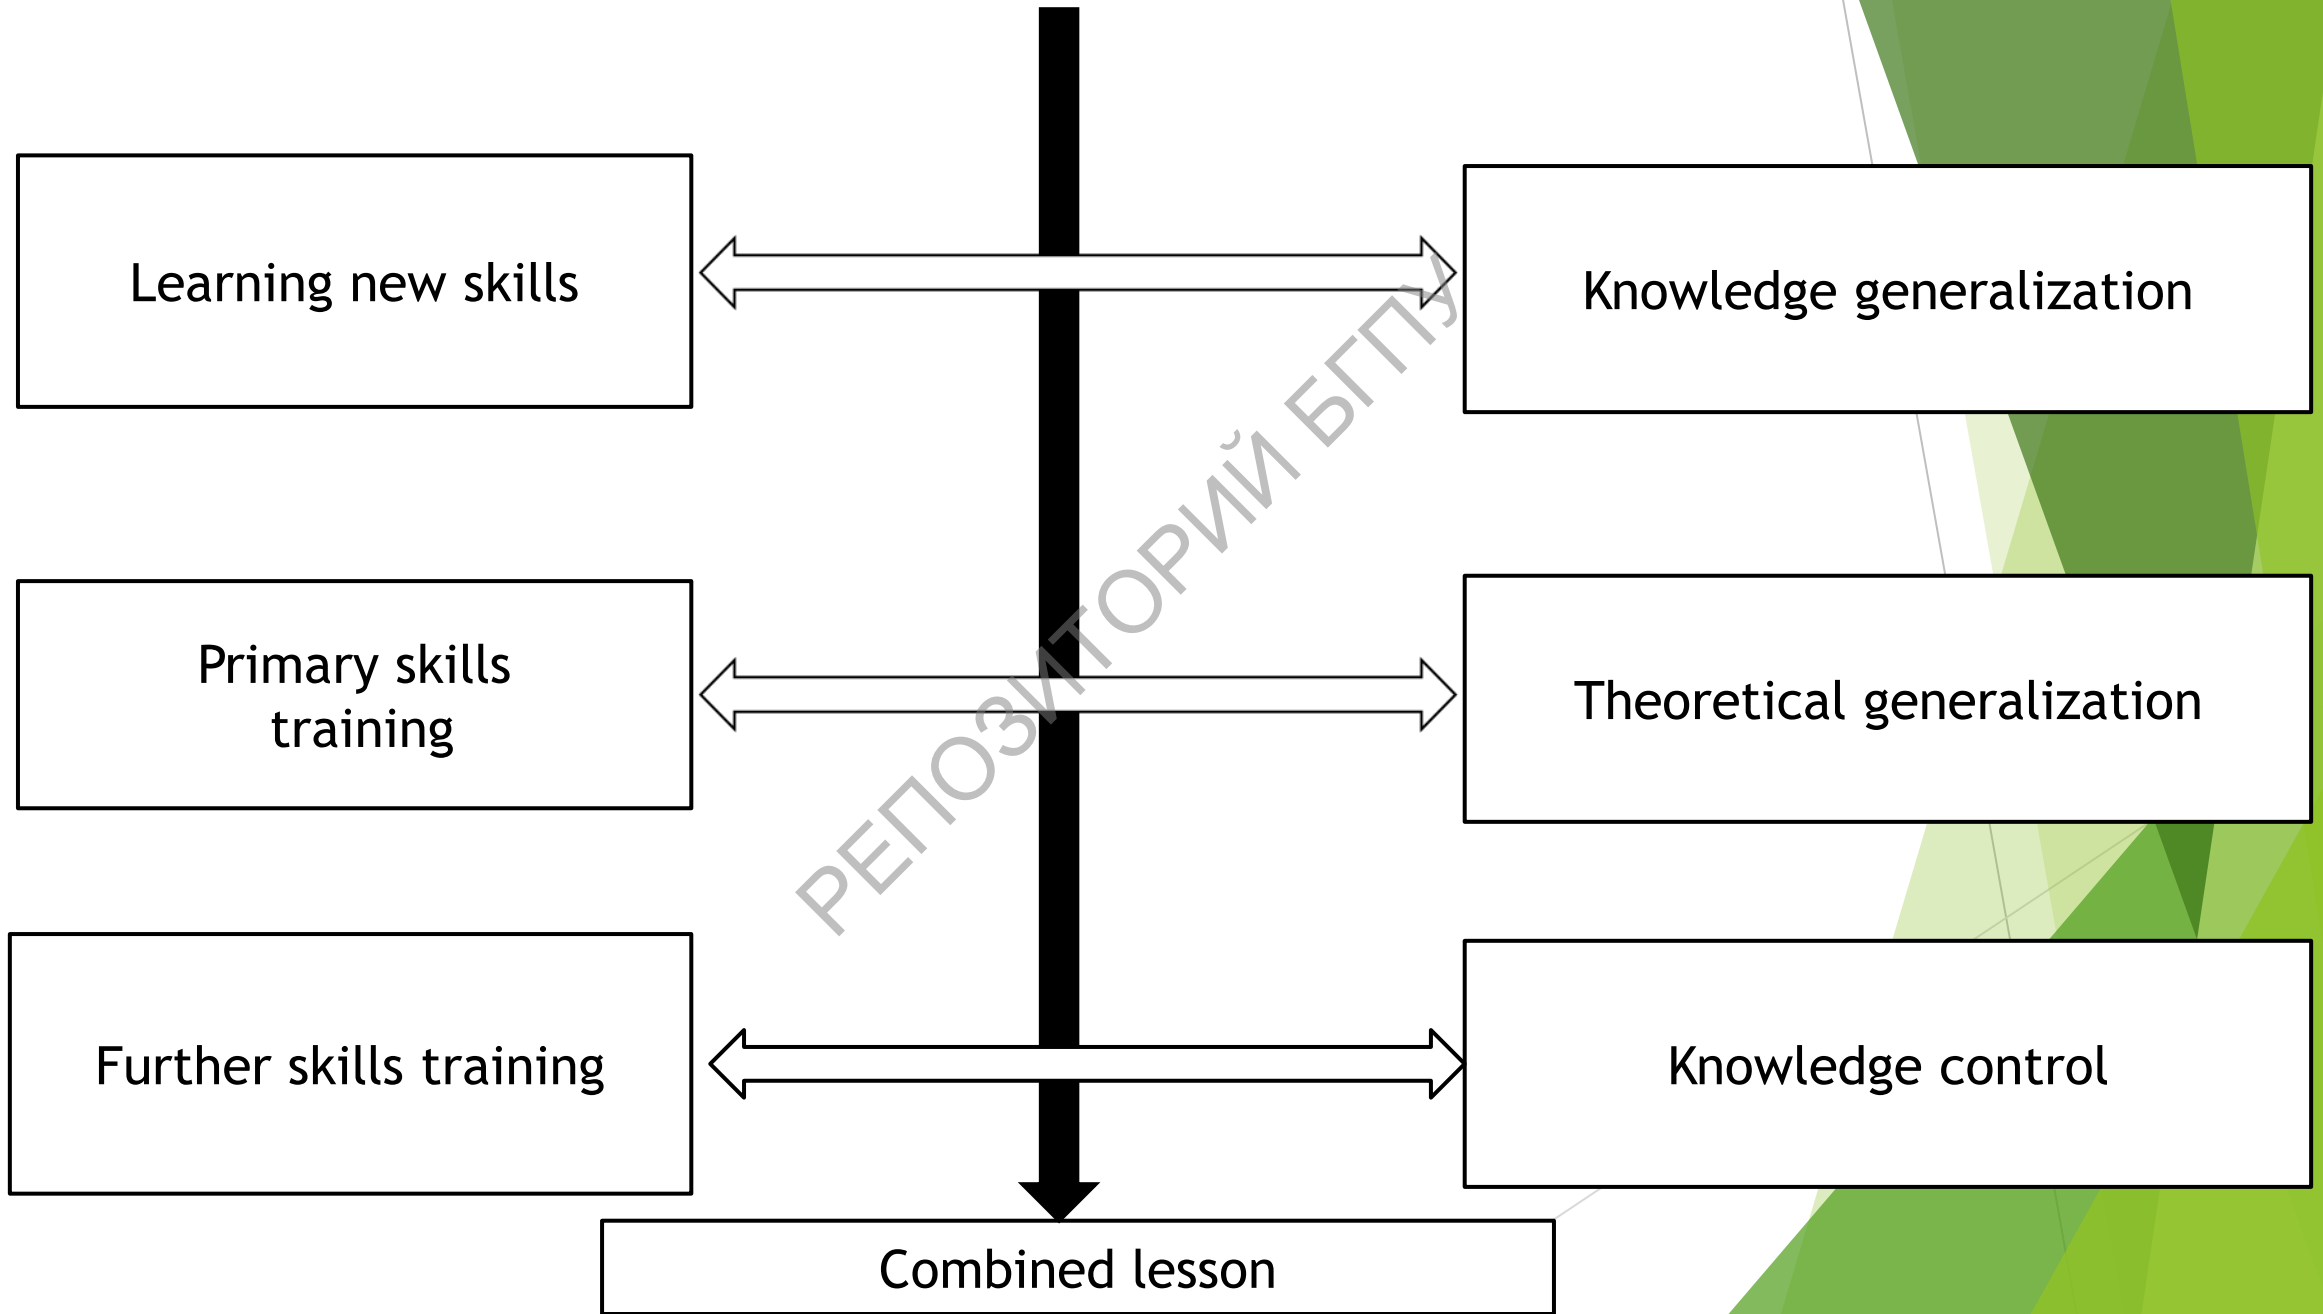 Learning new skills
Knowledge generalization
Primary skills
training
Theoretical generalization
Further skills training
Knowledge control
Combined lesson
РЕПОЗИТОРИЙ БГПУ